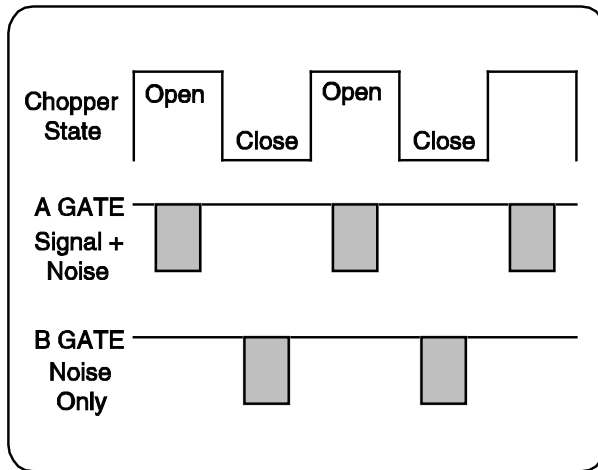 Open
Open
Chopper
State
Close
Close
A GATE
Signal +
Noise
B GATE
Noise
Only